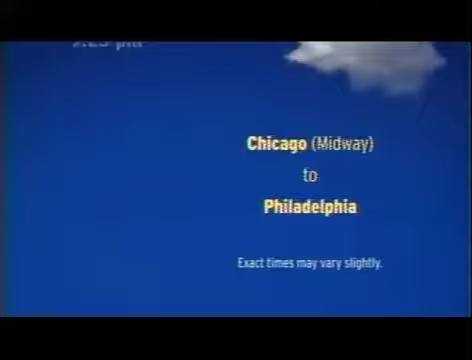 Chicago (Midway)
to
Philadelphia
Exact times may vary slightly.